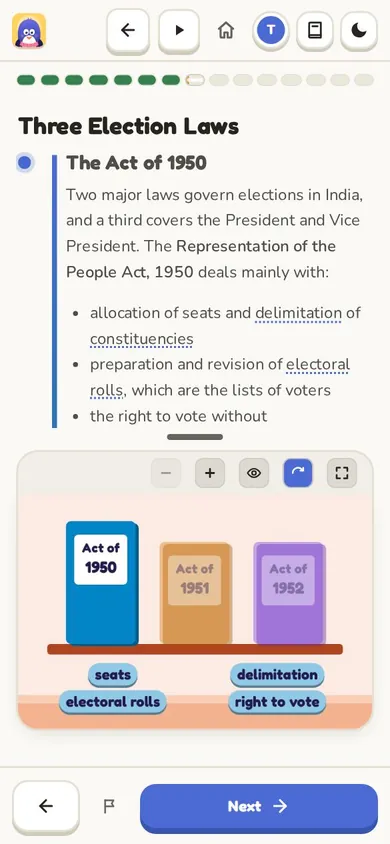 T
Three Election Laws
The Act of 1950
Two major laws govern elections in India,
and a third covers the President and Vice
President. The Representation of the
People Act, 1950 deals mainly with:
• allocation of seats and delimitation of
constituencies
• preparation and revision of electoral
rolls, which are the lists of voters
• the right to vote without
Act of
1950
Act of
1951
Act of
1952
seats
delimitation
electoral rolls
right to vote
Next